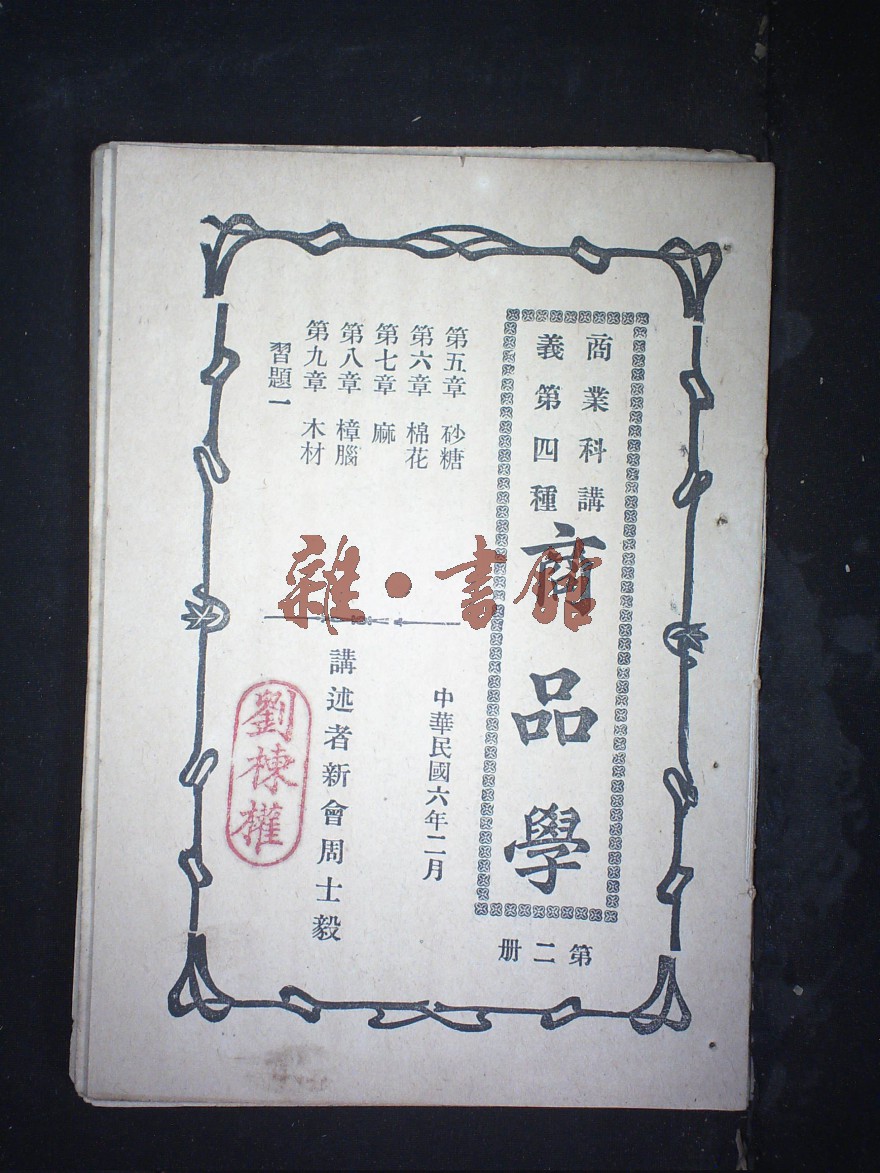 商業科講
義第四種
商品學
第二册
第五章　砂糖
第六章　棉花
第七章　麻
第八章　樟腦
第九章　木材
習題一
中華民國六年二月
講述者新會周士毅
劉棟權
雜・書館